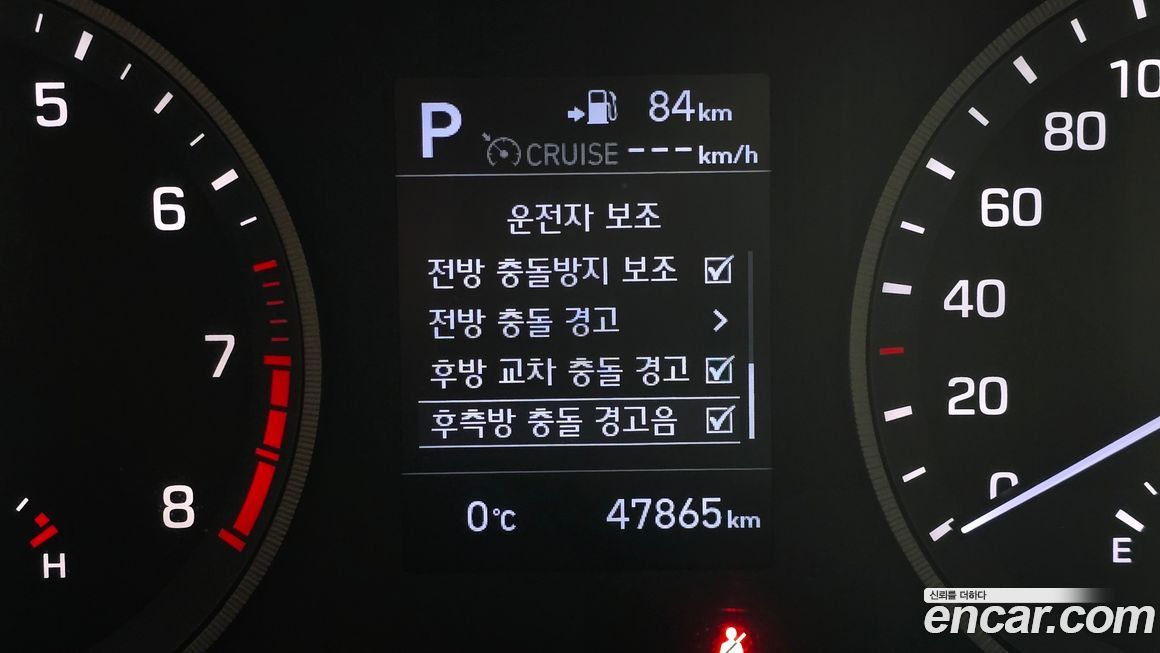 5
6
7
8
H
P
84km
CRUISE ---km/h
운전자 보조
전방 충돌방지 보조
전방 충돌 경고 >
후방 교차 충돌 경고
후측방 충돌 경고음
0℃ 47865km
100
80
60
40
20
0
E
신뢰를 더하다
encar.com